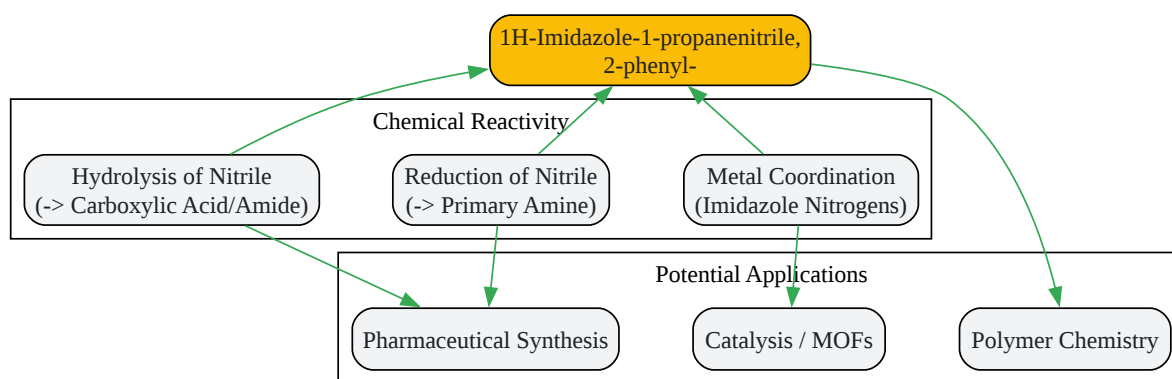 1H-Imidazole-1-propanenitrile,
2-phenyl-
Chemical Reactivity
Hydrolysis of Nitrile
(-> Carboxylic Acid/Amide)
Reduction of Nitrile
(-> Primary Amine)
Metal Coordination
(Imidazole Nitrogens)
Potential Applications
Pharmaceutical Synthesis
Catalysis / MOFs
Polymer Chemistry